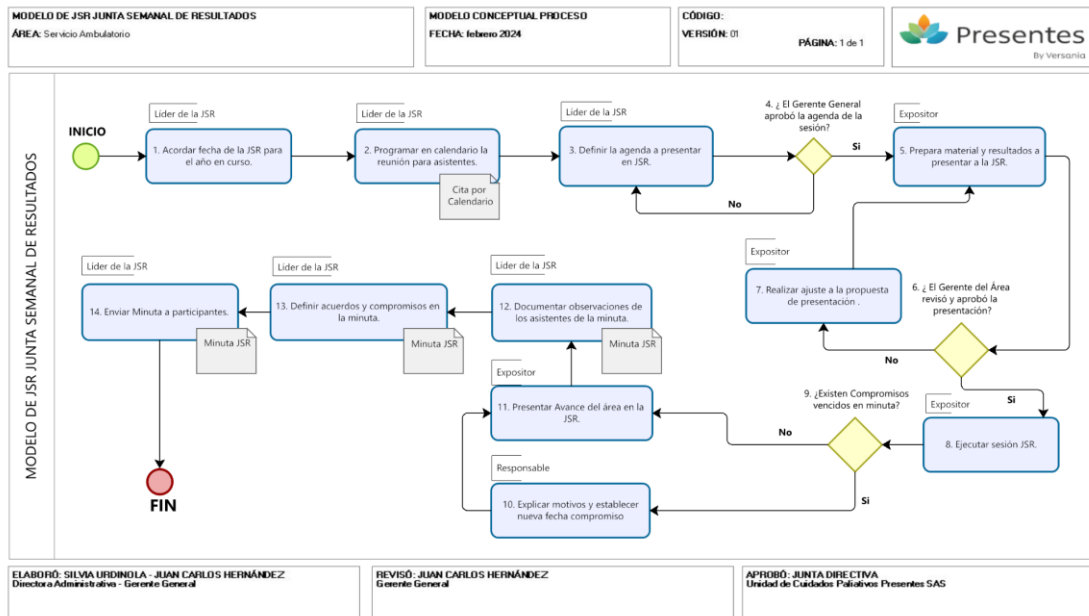 MODELO DE JSR JUNTA SEMANAL DE RESULTADOS
ÁREA: Servicio Ambulatorio
MODELO CONCEPTUAL PROCESO
FECHA: febrero 2024
CÓDIGO:
VERSIÓN: 01
PÁGINA: 1 de 1
Presentes
By Versania
MODELO DE JSR JUNTA SEMANAL DE RESULTADOS
INICIO
Líder de la JSR
1. Acordar fecha de la JSR para
el año en curso.
Líder de la JSR
2. Programar en calendario la
reunión para asistentes.
Cita por
Calendario
Líder de la JSR
3. Definir la agenda a presentar
en JSR.
4. ¿ El Gerente General
aprobó la agenda de la
sesión?
Si
No
Expositor
5. Prepara material y resultados a
presentar a la JSR.
6. ¿ El Gerente del Área
revisó y aprobó la
presentación?
No
Si
Expositor
7. Realizar ajuste a la propuesta
de presentación .
Expositor
8. Ejecutar sesión JSR.
9. ¿Existen Compromisos
vencidos en minuta?
No
Si
Responsable
10. Explicar motivos y establecer
nueva fecha compromiso
Expositor
11. Presentar Avance del área en la
JSR.
Líder de la JSR
12. Documentar observaciones de
los asistentes de la minuta.
Minuta JSR
Líder de la JSR
13. Definir acuerdos y compromisos en
la minuta.
Minuta JSR
Líder de la JSR
14. Enviar Minuta a participantes.
Minuta JSR
FIN
ELABORÓ: SILVIA URDINOLA - JUAN CARLOS HERNÁNDEZ
Directora Administrativa - Gerente General
REVISÓ: JUAN CARLOS HERNÁNDEZ
Gerente General
APROBÓ: JUNTA DIRECTIVA
Unidad de Cuidados Paliativos Presentes SAS